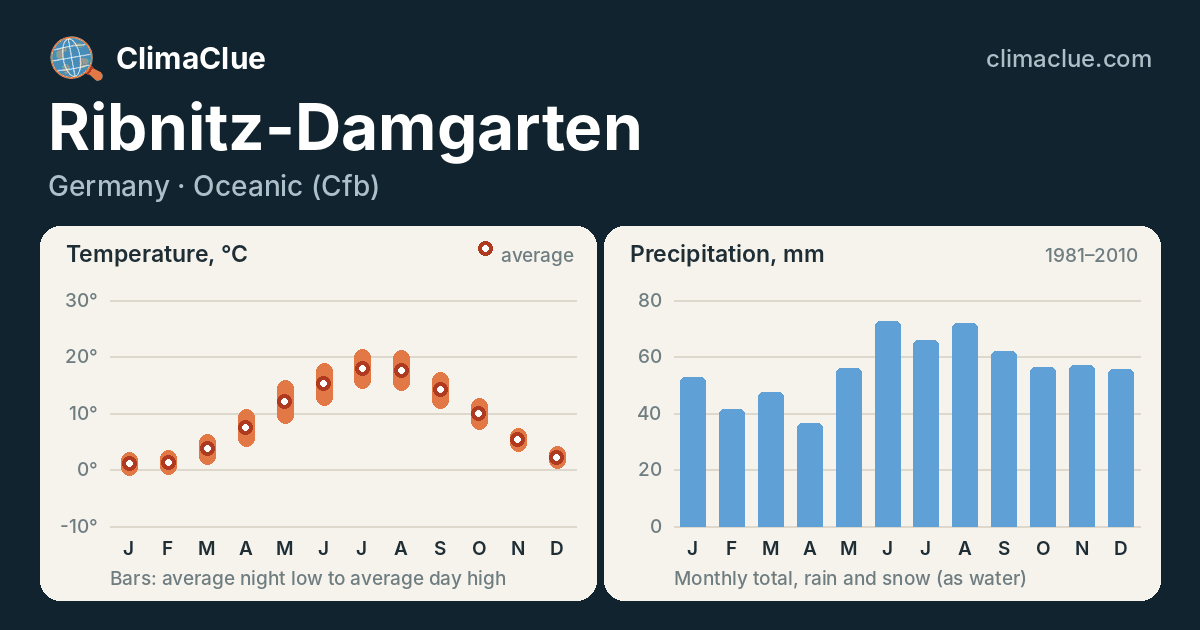 ClimaClue
climaclue.com
Ribnitz-Damgarten
Germany · Oceanic (Cfb)
Temperature, °C
average
30°
20°
10°
0°
-10°
J F M A M J J A S O N D
Bars: average night low to average day high
Precipitation, mm
1981–2010
80
60
40
20
0
J F M A M J J A S O N D
Monthly total, rain and snow (as water)